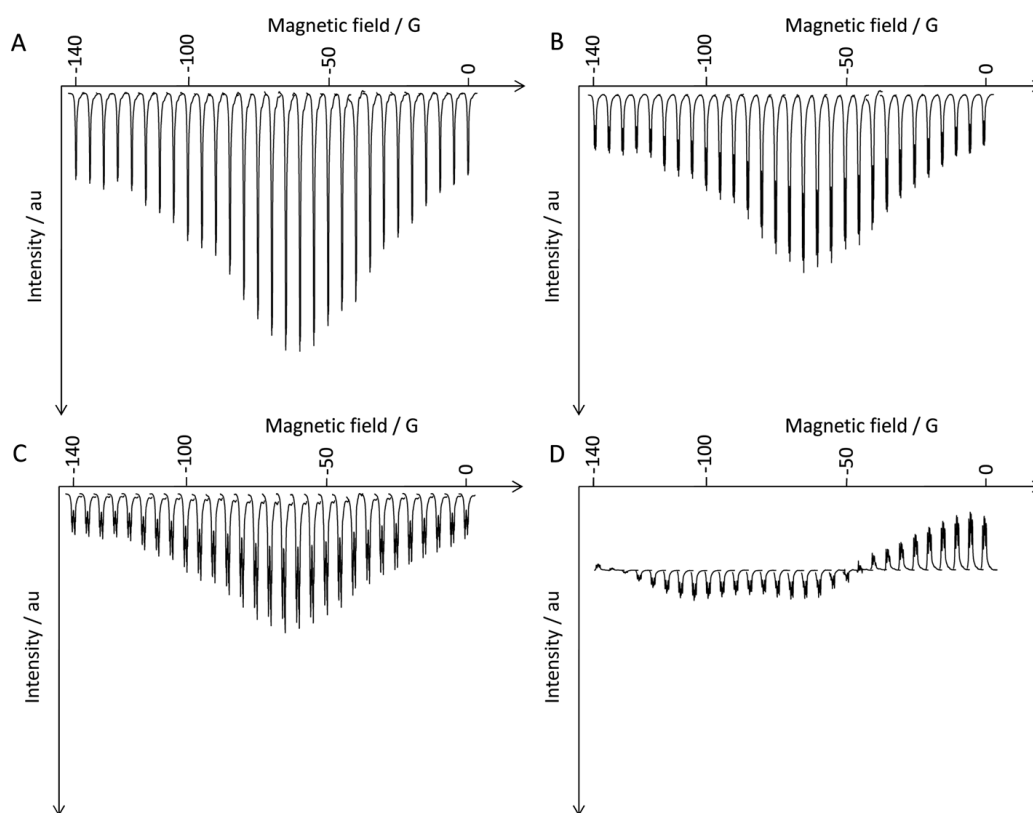 A
Magnetic field / G
-140
-100
-50
0
Intensity / au
B
Magnetic field / G
-140
-100
-50
0
Intensity / au
C
Magnetic field / G
-140
-100
-50
0
Intensity / au
D
Magnetic field / G
-140
-100
-50
0
Intensity / au